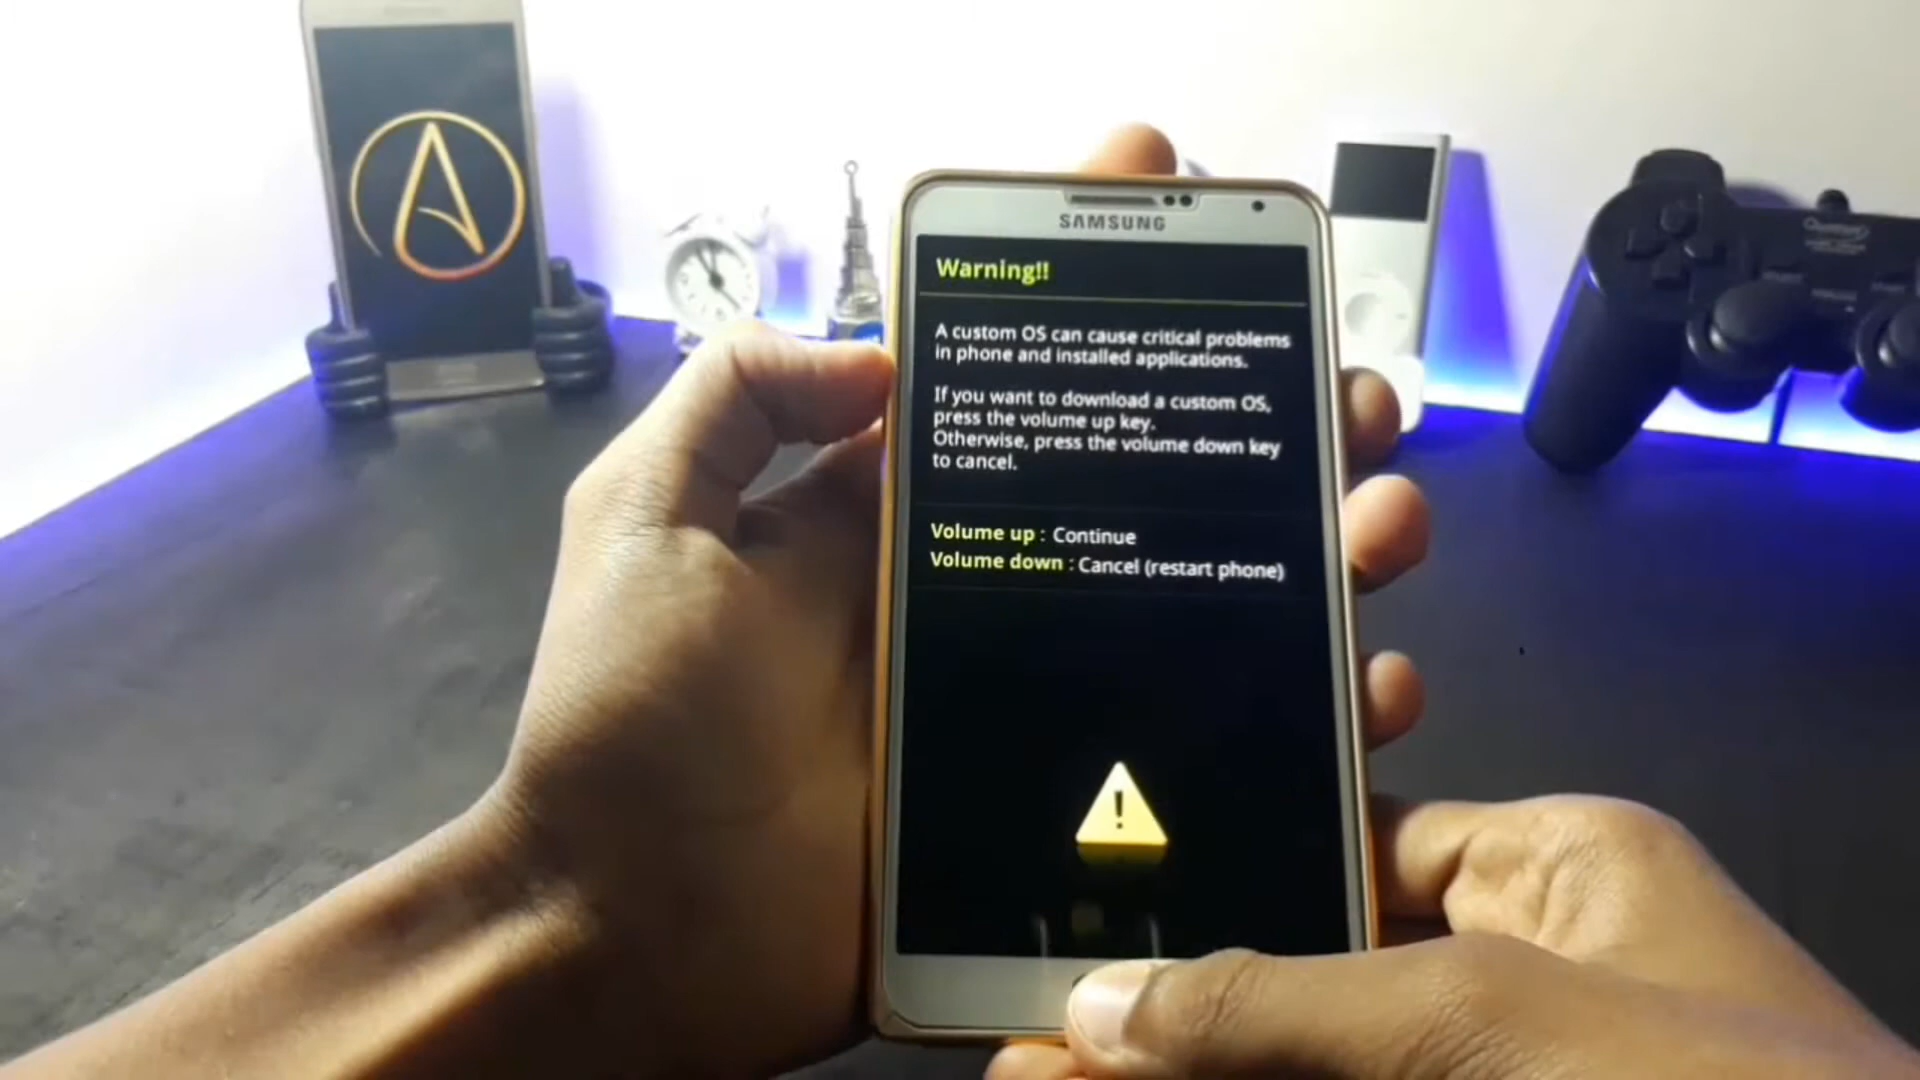 SAMSUNG
Warning!!
A custom OS can cause critical problems
in phone and installed applications.
If you want to download a custom OS,
press the volume up key.
Otherwise, press the volume down key
to cancel.
Volume up : Continue
Volume down : Cancel (restart phone)